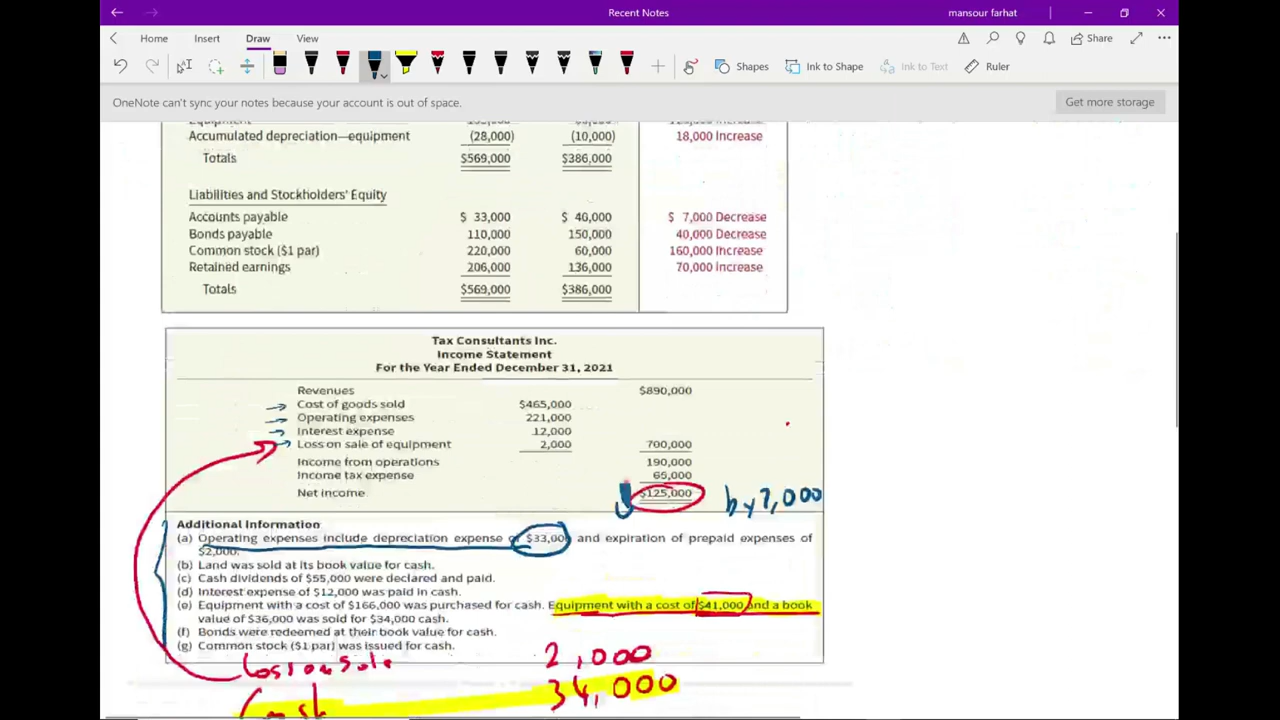 Recent Notes
mansour farhat
Home Insert Draw View
Share
Shapes Ink to Shape Ink to Text Ruler
OneNote can't sync your notes because your account is out of space.
Get more storage
Equipment
Accumulated depreciation—equipment (28,000) (10,000) 18,000 Increase
Totals $569,000 $386,000
Liabilities and Stockholders' Equity
Accounts payable $ 33,000 $ 40,000 $ 7,000 Decrease
Bonds payable 110,000 150,000 40,000 Decrease
Common stock ($1 par) 220,000 60,000 160,000 Increase
Retained earnings 206,000 136,000 70,000 Increase
Totals $569,000 $386,000
Tax Consultants Inc.
Income Statement
For the Year Ended December 31, 2021
Revenues $890,000
Cost of goods sold $465,000
Operating expenses 221,000
Interest expense 12,000
Loss on sale of equipment 2,000 700,000
Income from operations 190,000
Income tax expense 65,000
Net income $125,000
by 2,000
Additional Information
(a) Operating expenses include depreciation expense of $33,000 and expiration of prepaid expenses of
$2,000.
(b) Land was sold at its book value for cash.
(c) Cash dividends of $55,000 were declared and paid.
(d) Interest expense of $12,000 was paid in cash.
(e) Equipment with a cost of $166,000 was purchased for cash. Equipment with a cost of $41,000 and a book
value of $36,000 was sold for $34,000 cash.
(f) Bonds were redeemed at their book value for cash.
(g) Common stock ($1 par) was issued for cash.
Loss on sale 2,000
Cash 34,000